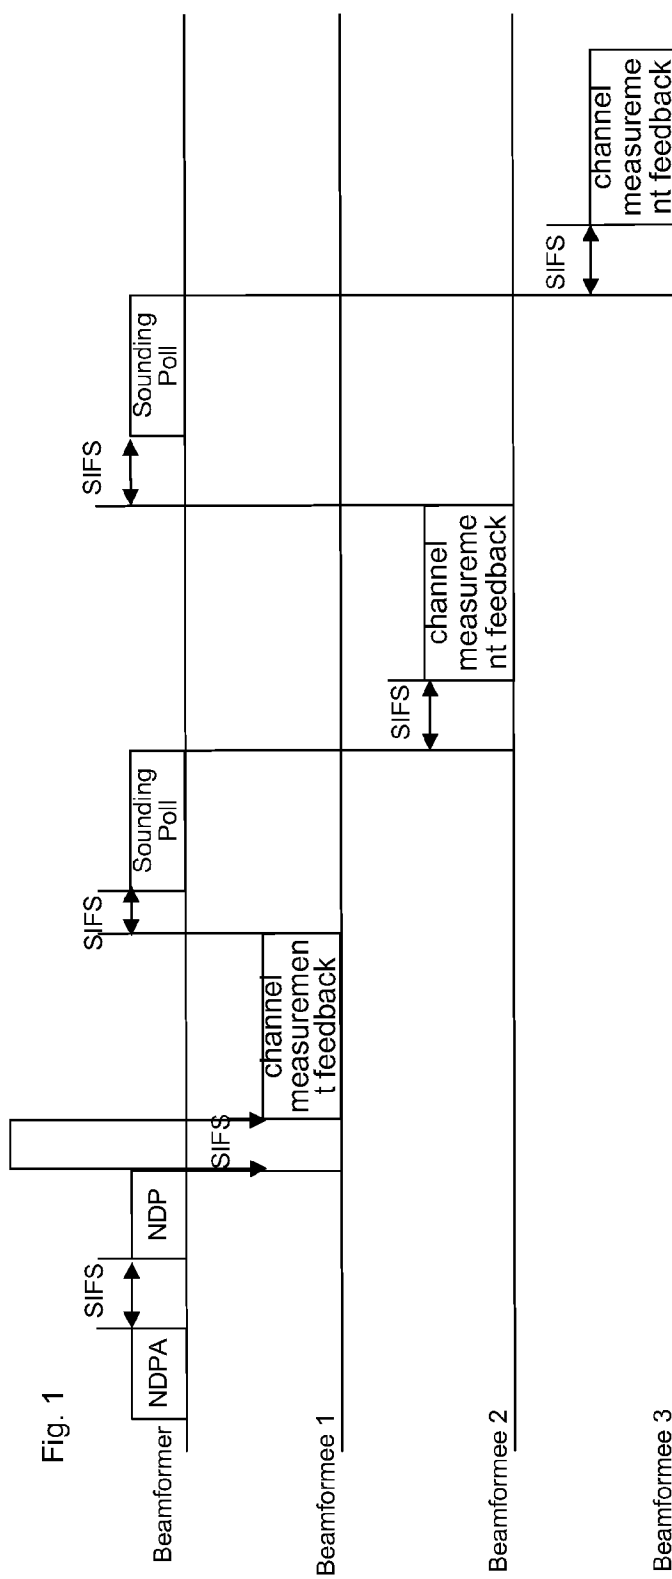 Fig. 1
Beamformer
NDPA
SIFS
NDP
SIFS
Sounding
Poll
SIFS
Sounding
Poll
Beamformee 1
SIFS
channel
measuremen
t feedback
Beamformee 2
SIFS
channel
measureme
nt feedback
Beamformee 3
SIFS
channel
measureme
nt feedback